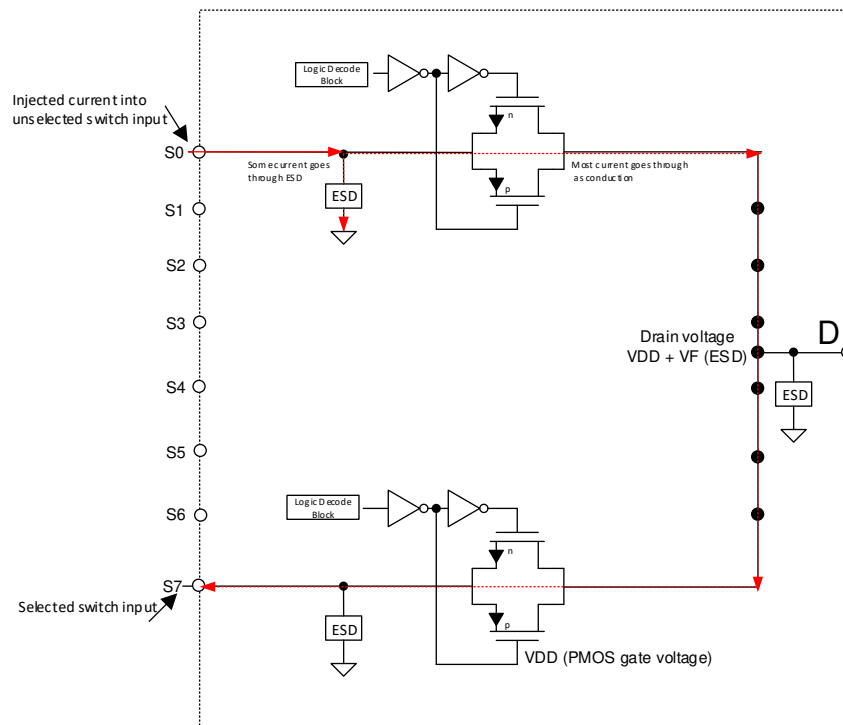 Logic Decode
Block
Injected current into
unselected switch input
n
S0
Some current goes
through ESD
Most current goes through
as conduction
p
ESD
S1
S2
S3
Drain voltage
VDD + VF (ESD)
D
S4
ESD
S5
Logic Decode
Block
S6
n
S7
Selected switch input
ESD
p
VDD (PMOS gate voltage)